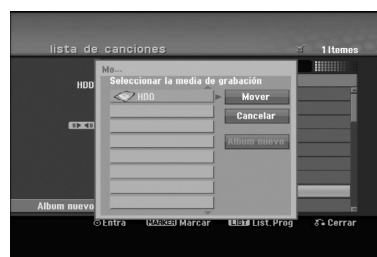 lista de canciones
1 Itemes
Mo...
Seleccionar la media de grabación
HDD
HDD
Mover
Cancelar
Album nuevo
Album nuevo
Entra MARKER Marcar LIST List.Prog Cerrar